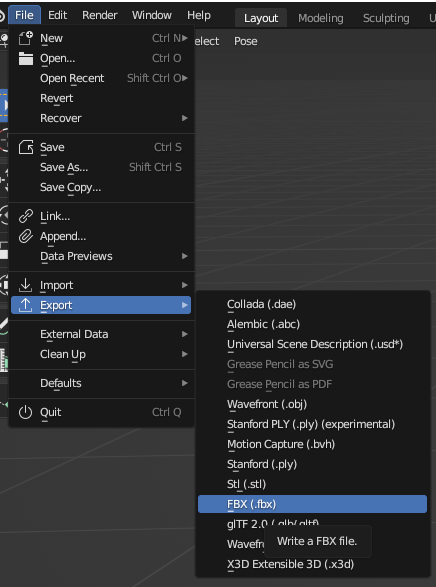 File Edit Render Window Help Layout Modeling Sculpting
New Ctrl N
elect Pose
Open... Ctrl O
Open Recent Shift Ctrl O
Revert
Recover
Save Ctrl S
Save As... Shift Ctrl S
Save Copy...
Link...
Append...
Data Previews
Import
Export
External Data
Clean Up
Defaults
Quit Ctrl Q
Collada (.dae)
Alembic (.abc)
Universal Scene Description (.usd*)
Grease Pencil as SVG
Grease Pencil as PDF
Wavefront (.obj)
Stanford PLY (.ply) (experimental)
Motion Capture (.bvh)
Stanford (.ply)
Stl (.stl)
FBX (.fbx)
glTF 2.0 (.glb/.gltf)
Write a FBX file.
Wavefr
X3D Extensible 3D (.x3d)